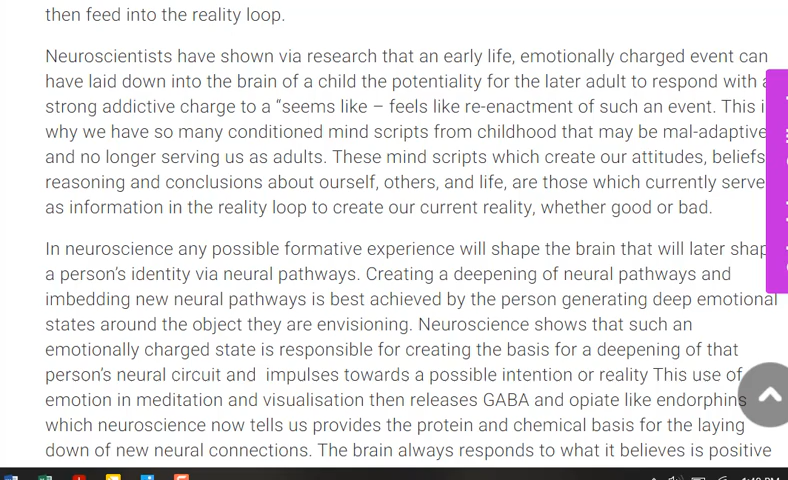 then feed into the reality loop.
Neuroscientists have shown via research that an early life, emotionally charged event can
have laid down into the brain of a child the potentiality for the later adult to respond with a
strong addictive charge to a “seems like – feels like re-enactment of such an event. This i
why we have so many conditioned mind scripts from childhood that may be mal-adaptive
and no longer serving us as adults. These mind scripts which create our attitudes, beliefs
reasoning and conclusions about ourself, others, and life, are those which currently serve
as information in the reality loop to create our current reality, whether good or bad.
In neuroscience any possible formative experience will shape the brain that will later shap
a person’s identity via neural pathways. Creating a deepening of neural pathways and
imbedding new neural pathways is best achieved by the person generating deep emotional
states around the object they are envisioning. Neuroscience shows that such an
emotionally charged state is responsible for creating the basis for a deepening of that
person’s neural circuit and impulses towards a possible intention or reality This use of
emotion in meditation and visualisation then releases GABA and opiate like endorphins
which neuroscience now tells us provides the protein and chemical basis for the laying
down of new neural connections. The brain always responds to what it believes is positive